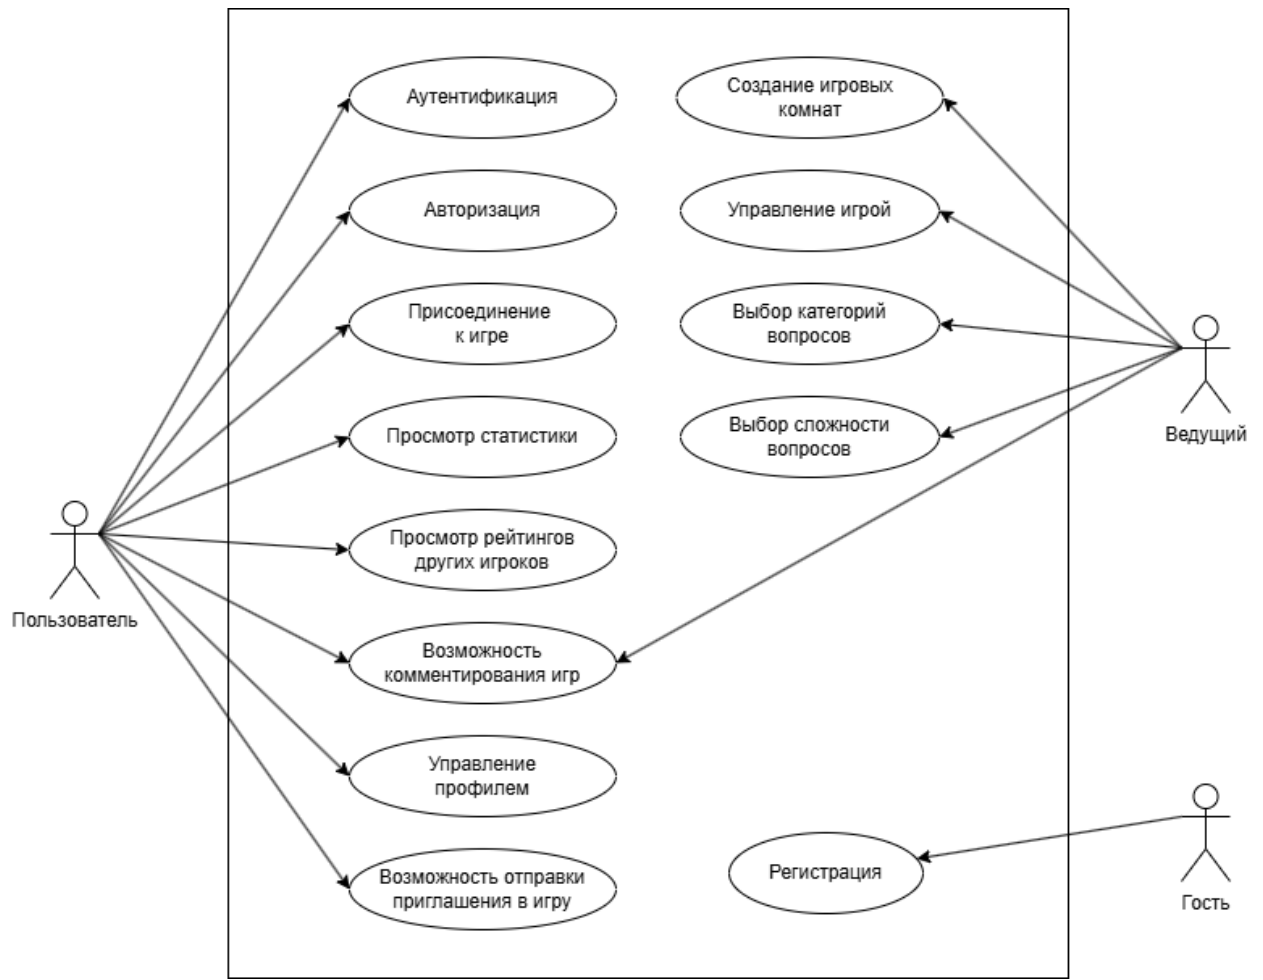 Аутентификация
Создание игровых
комнат
Авторизация
Управление игрой
Присоединение
к игре
Выбор категорий
вопросов
Просмотр статистики
Выбор сложности
вопросов
Ведущий
Просмотр рейтингов
других игроков
Пользователь
Возможность
комментирования игр
Управление
профилем
Возможность отправки
приглашения в игру
Регистрация
Гость